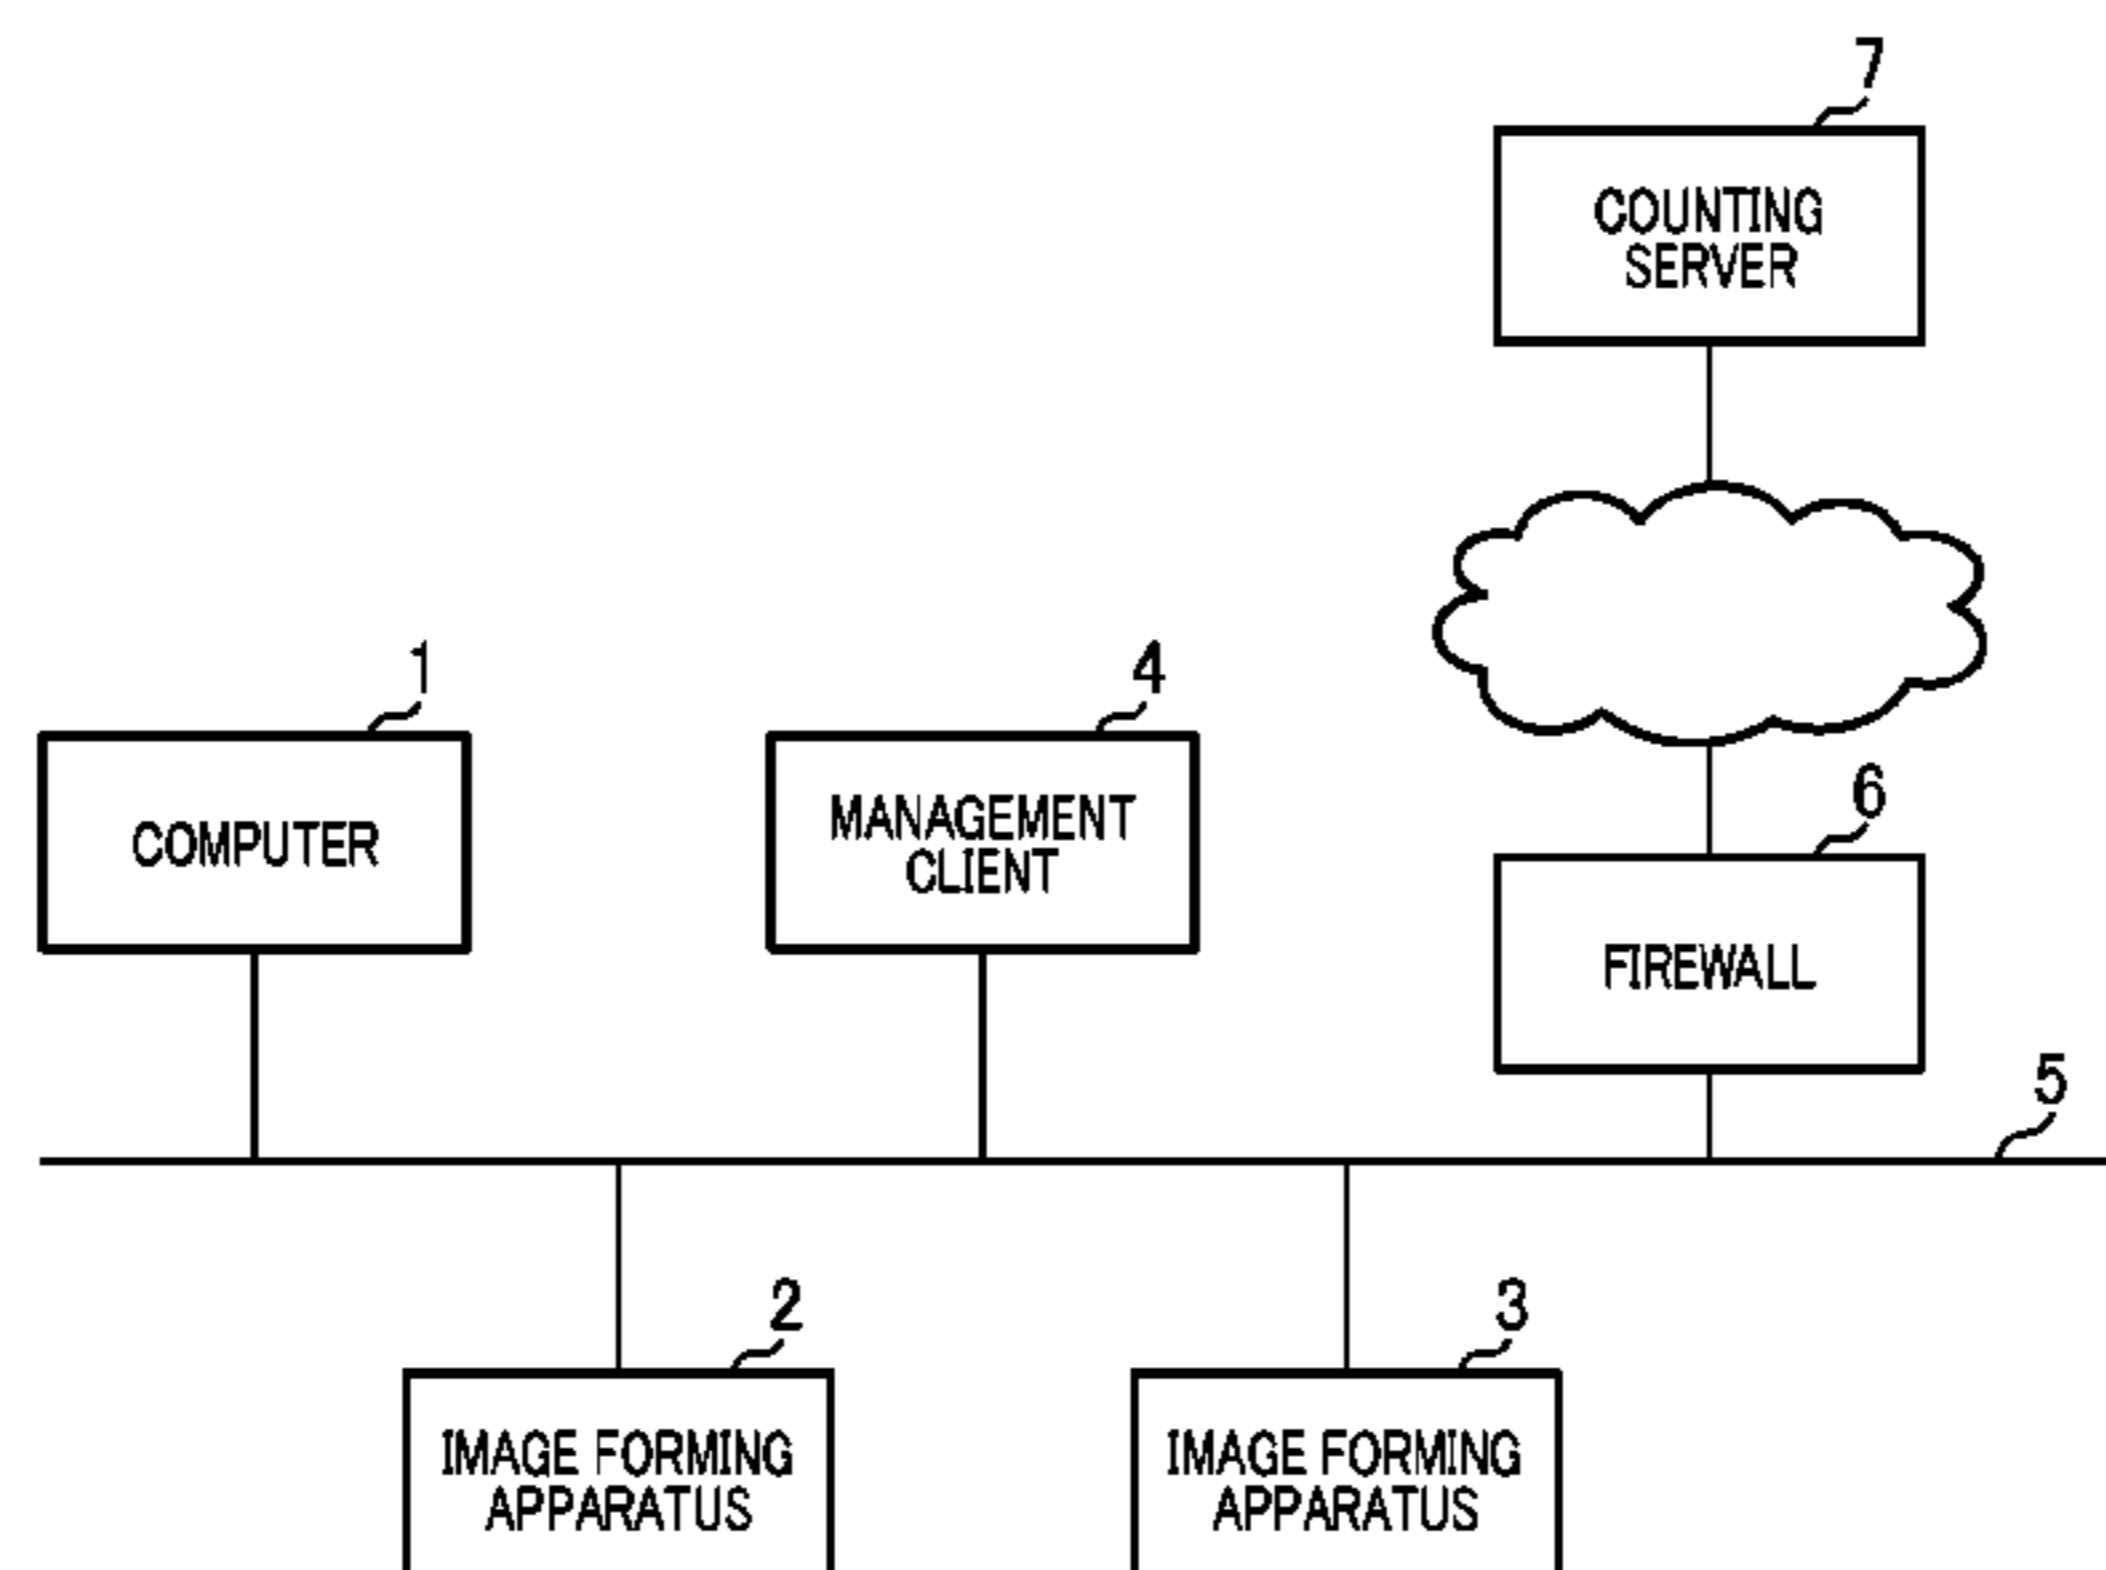 7
COUNTING
SERVER
1
4
COMPUTER
MANAGEMENT
CLIENT
6
FIREWALL
5
2
3
IMAGE FORMING
APPARATUS
IMAGE FORMING
APPARATUS